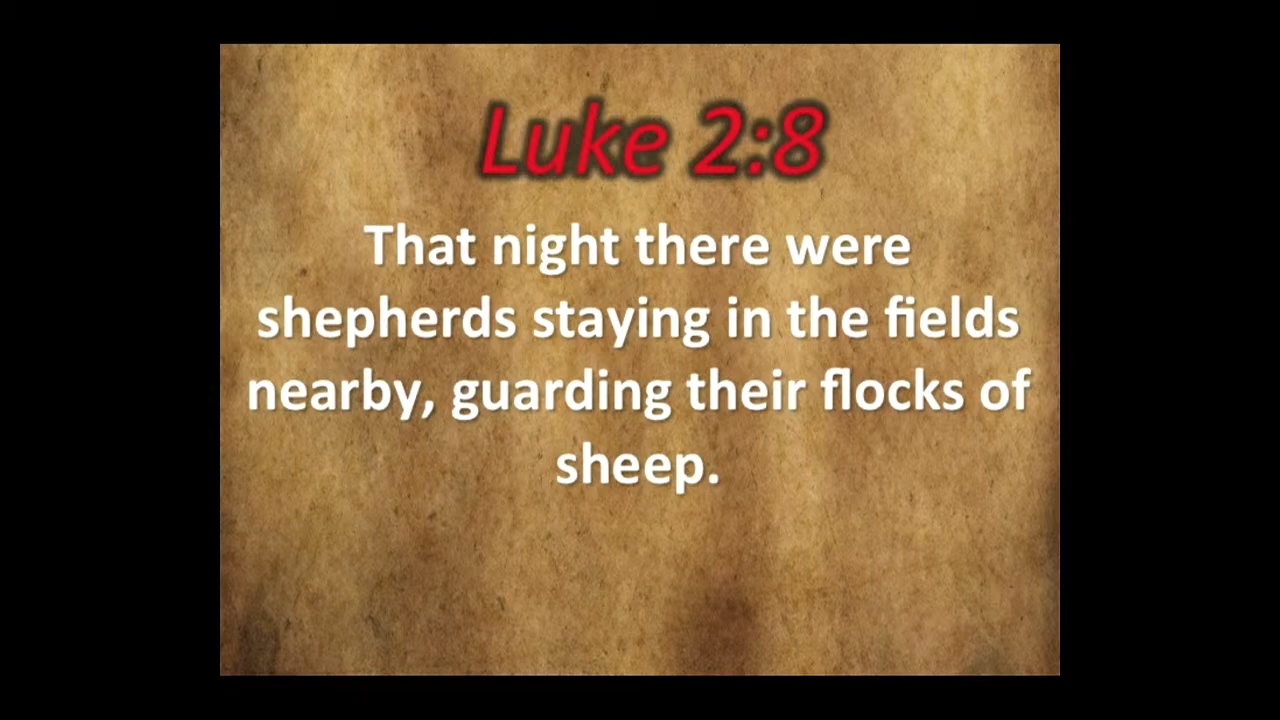 Luke 2:8
That night there were
shepherds staying in the fields
nearby, guarding their flocks of
sheep.